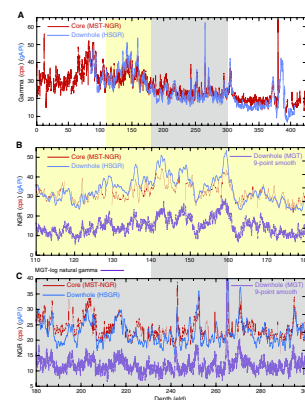 A
Core (MST-NGR)
Downhole (HSGR)
Gamma (cps) (gAPI)
60
50
40
30
20
10
0 50 100 150 200 250 300 350 400
B
Core (MST-NGR)
Downhole (HSGR)
Downhole (MGT)
9-point smooth
NGR (cps) (gAPI)
55
50
40
30
20
10
0
110 120 130 140 150 160 170
MGT-log natural gamma
C
Core (MST-NGR)
Downhole (HSGR)
Downhole (MGT)
9-point smooth
NGR (cps) (gAPI)
40
35
30
25
20
15
10
5
180 200 220 240 260 280
Depth (eld)